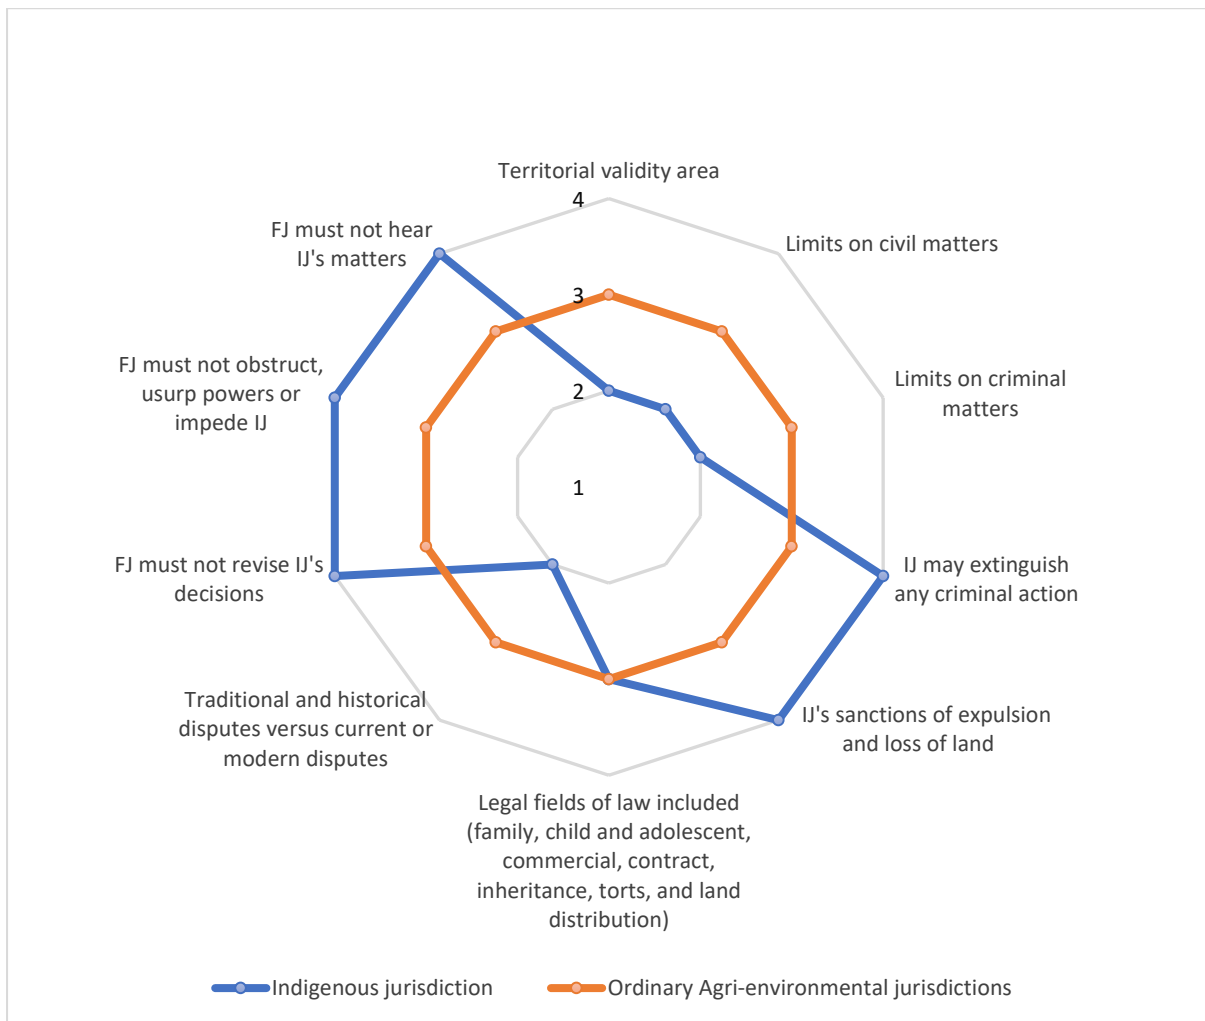 Territorial validity area
4
FJ must not hear
IJ's matters
Limits on civil matters
3
FJ must not obstruct,
usurp powers or
impede IJ
Limits on criminal
matters
2
1
FJ must not revise IJ's
decisions
IJ may extinguish
any criminal action
Traditional and historical
disputes versus current or
modern disputes
IJ's sanctions of expulsion
and loss of land
Legal fields of law included
(family, child and adolescent,
commercial, contract,
inheritance, torts, and land
distribution)
Indigenous jurisdiction
Ordinary Agri-environmental jurisdictions